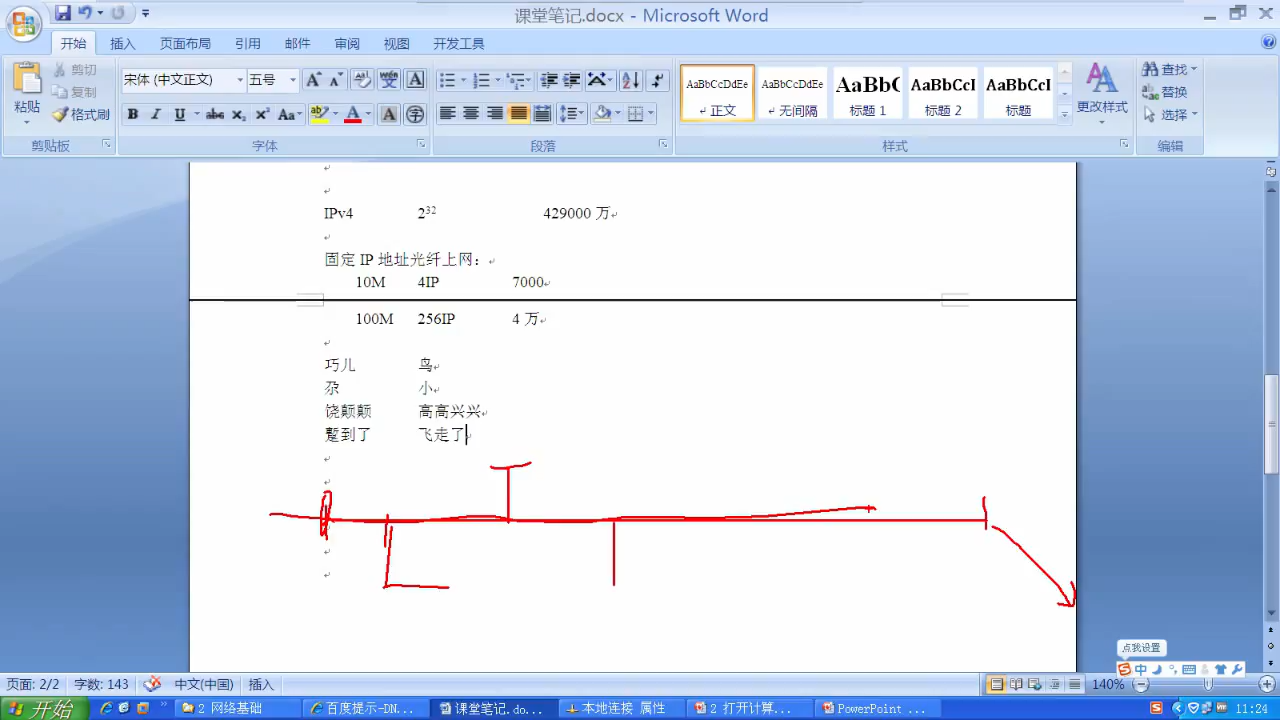 课堂笔记.docx - Microsoft Word
开始 插入 页面布局 引用 邮件 审阅 视图 开发工具
粘贴 剪切 复制 格式刷
宋体 (中文正文) 五号
AaBbCcDdEe AaBbCcDdEe AaBbC AaBbCcI AaBbCcI
正文 无间隔 标题 1 标题 2 标题
更改样式
查找 替换 选择
剪贴板 字体 段落 样式 编辑
IPv4 2³² 429000 万
固定 IP 地址光纤上网：
10M 4IP 7000
100M 256IP 4 万
巧儿 鸟
尕 小
饶颠颠 高高兴兴
踅到了 飞走了
点我设置
中
页面: 2/2 字数: 143 中文(中国) 插入 140%
开始 2 网络基础 百度提示-DN... 课堂笔记.do... 本地连接 属性 2 打开计算... PowerPoint ... 11:24